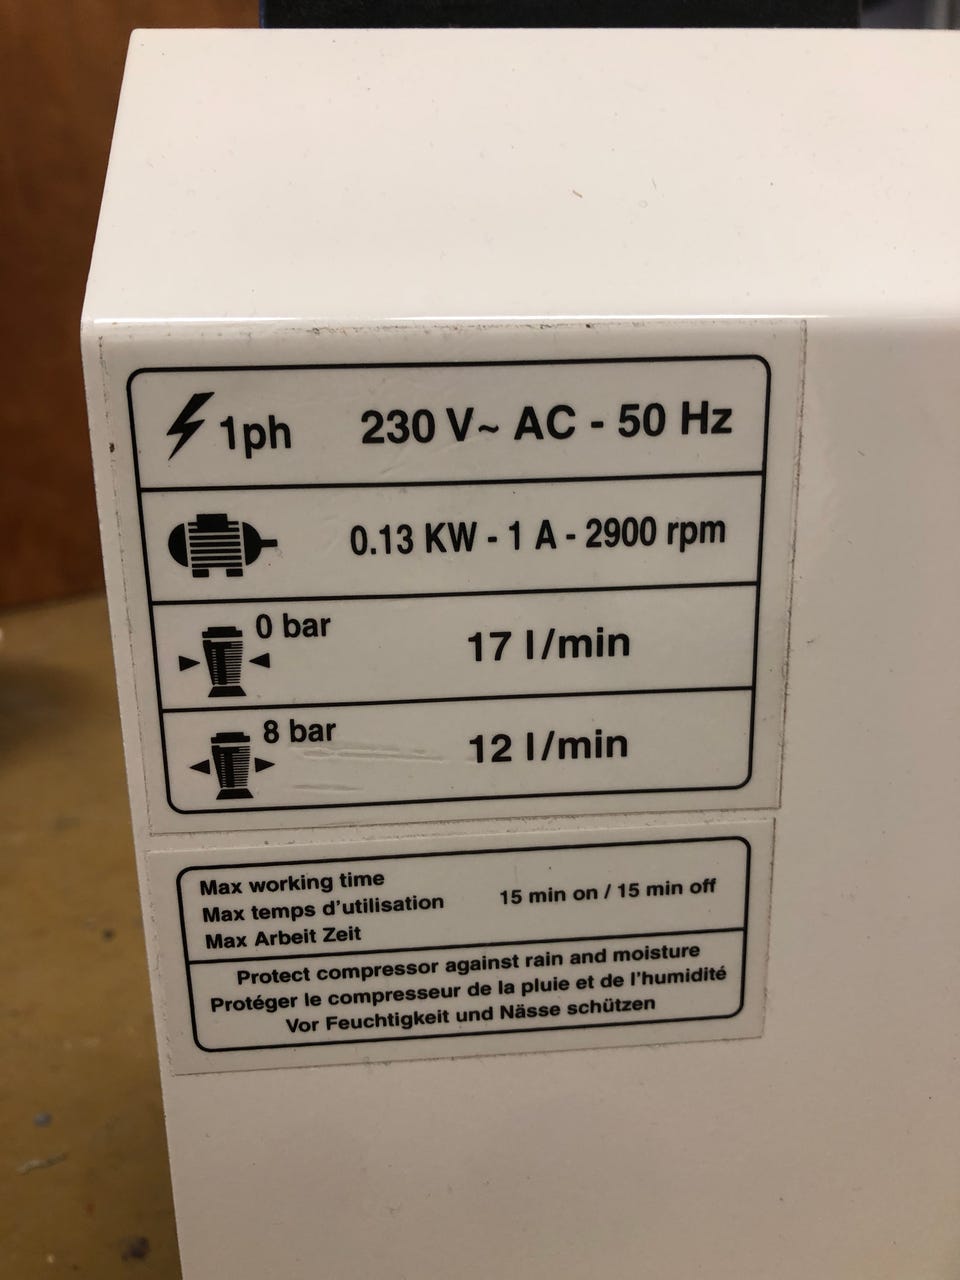 1ph 230 V~ AC - 50 Hz
0.13 KW - 1 A - 2900 rpm
0 bar 17 l/min
8 bar 12 l/min
Max working time
Max temps d'utilisation 15 min on / 15 min off
Max Arbeit Zeit
Protect compressor against rain and moisture
Protéger le compresseur de la pluie et de l'humidité
Vor Feuchtigkeit und Nässe schützen